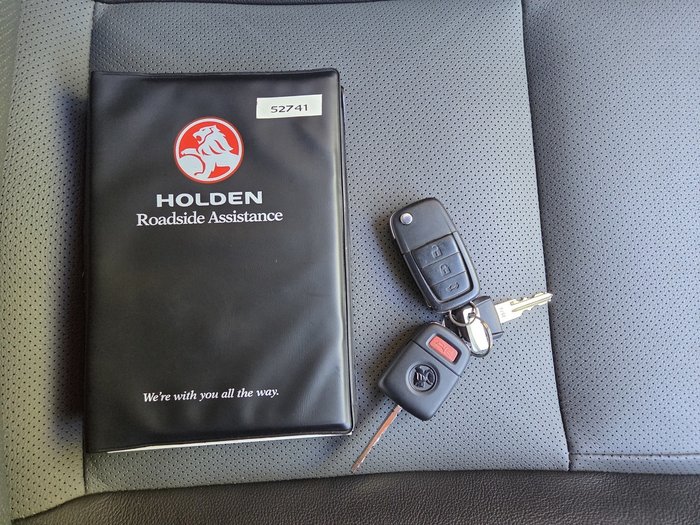 52741
HOLDEN
Roadside Assistance
We're with you all the way.